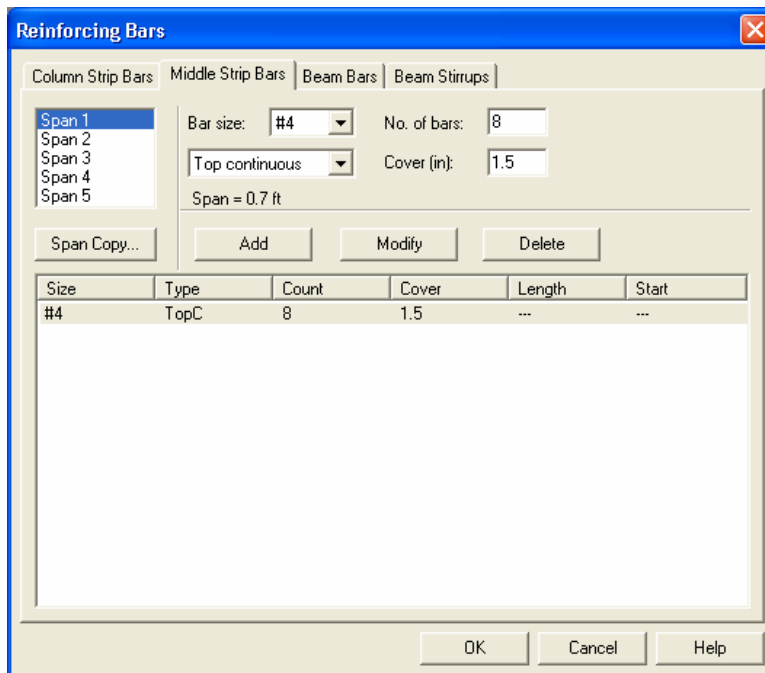 Reinforcing Bars
Column Strip Bars Middle Strip Bars Beam Bars Beam Stirrups
Span 1
Span 2
Span 3
Span 4
Span 5
Bar size: #4 No. of bars: 8
Top continuous Cover (in): 1.5
Span = 0.7 ft
Span Copy... Add Modify Delete
Size Type Count Cover Length Start
#4 TopC 8 1.5 --- ---
OK Cancel Help